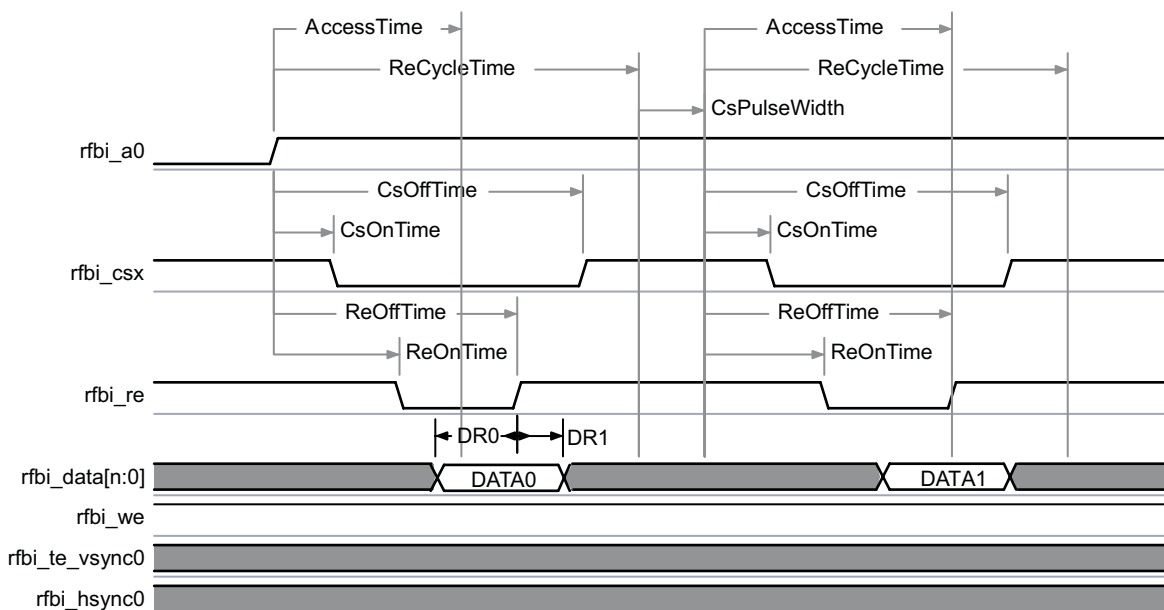 AccessTime AccessTime
ReCycleTime ReCycleTime
CsPulseWidth
rfbi_a0
CsOffTime CsOffTime
CsOnTime CsOnTime
rfbi_csx
ReOffTime ReOffTime
ReOnTime ReOnTime
rfbi_re
DR0 DR1
rfbi_data[n:0] DATA0 DATA1
rfbi_we
rfbi_te_vsync0
rfbi_hsync0